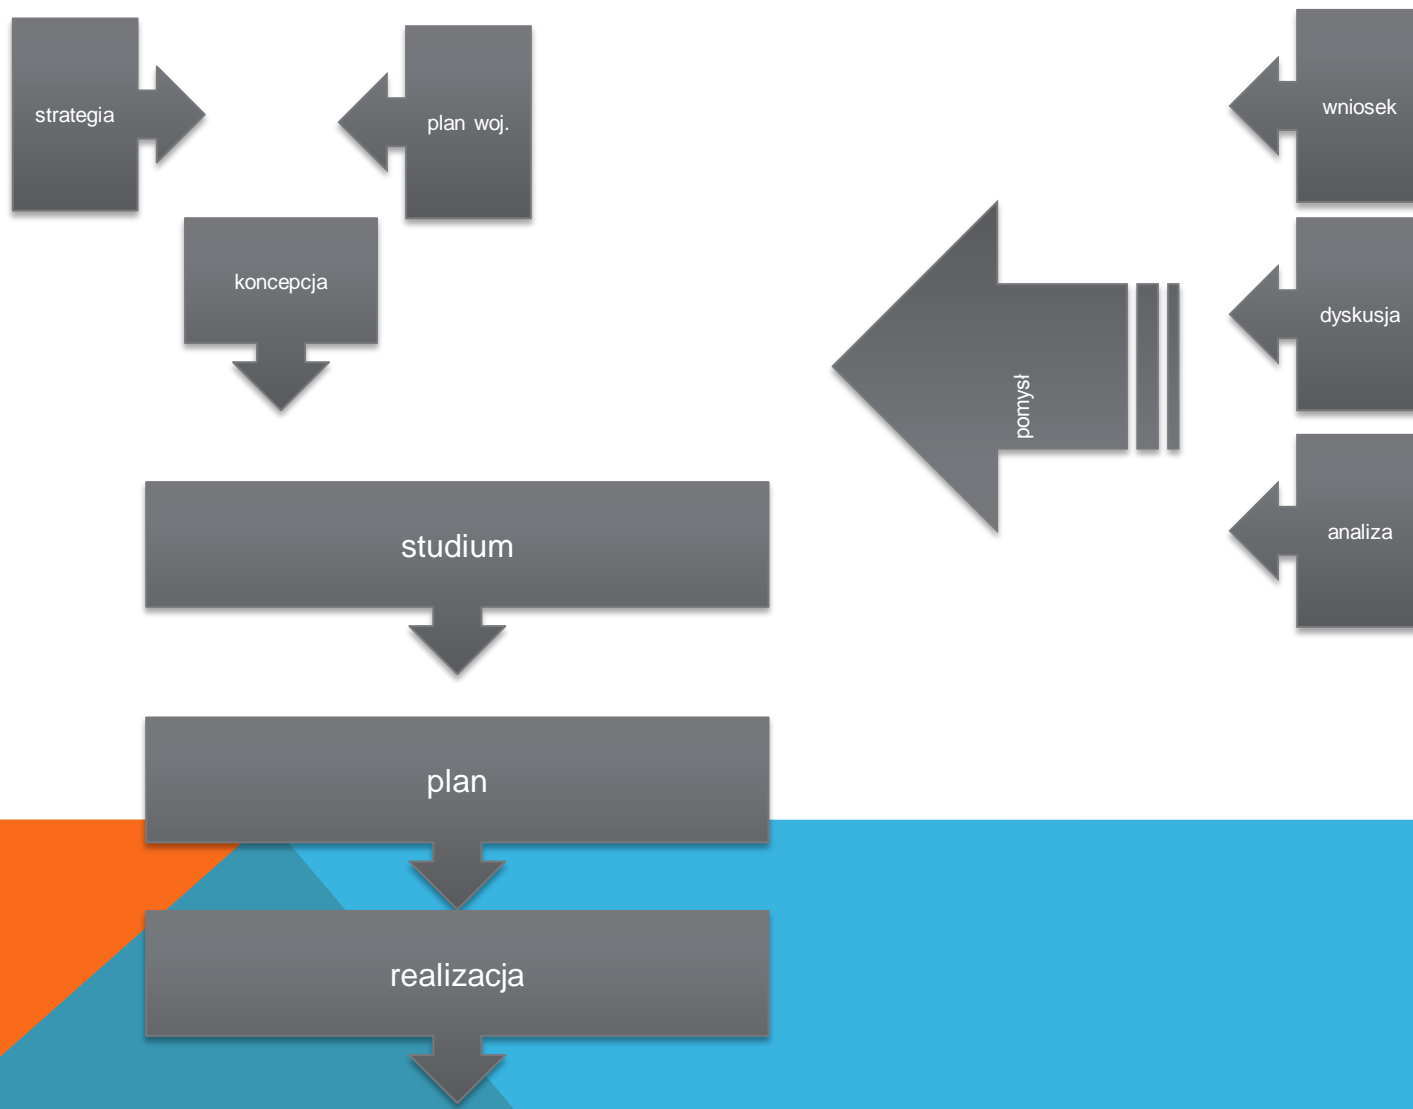 strategia
plan woj.
wniosek
koncepcja
dyskusja
pomysł
analiza
studium
plan
realizacja